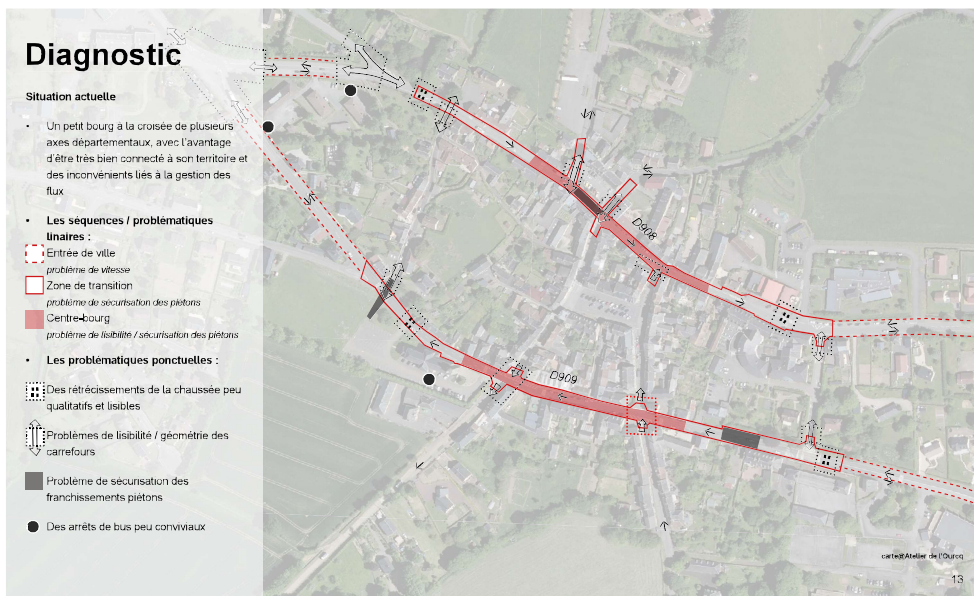 Diagnostic
Situation actuelle
• Un petit bourg à la croisée de plusieurs
axes départementaux, avec l'avantage
d'être très bien connecté à son territoire et
des inconvénients liés à la gestion des
flux
• Les séquences / problématiques
linaires :
Entrée de ville
problème de vitesse
Zone de transition
problème de sécurisation des piétons
Centre-bourg
problème de lisibilité / sécurisation des piétons
• Les problématiques ponctuelles :
Des rétrécissements de la chaussée peu
qualitatifs et lisibles
Problèmes de lisibilité / géométrie des
carrefours
Problème de sécurisation des
franchissements piétons
Des arrêts de bus peu conviviaux
D908
D909
carte@Atelier de l'Ourcq
13